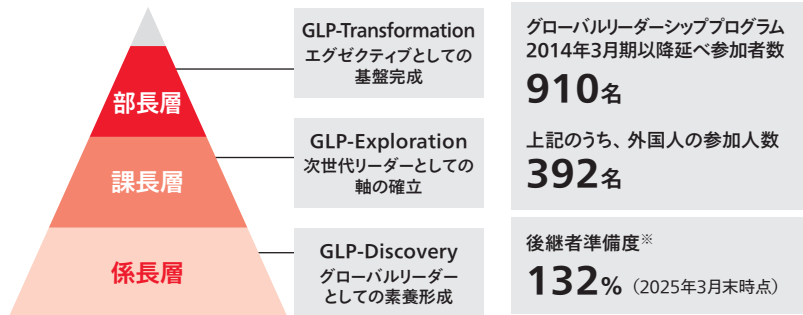 部長層
課長層
係長層
GLP-Transformation
エグゼクティブとしての
基盤完成
GLP-Exploration
次世代リーダーとしての
軸の確立
GLP-Discovery
グローバルリーダー
としての素養形成
グローバルリーダーシッププログラム
2014年3月期以降延べ参加者数
910名
上記のうち、外国人の参加人数
392名
後継者準備度※
132%（2025年3月末時点）